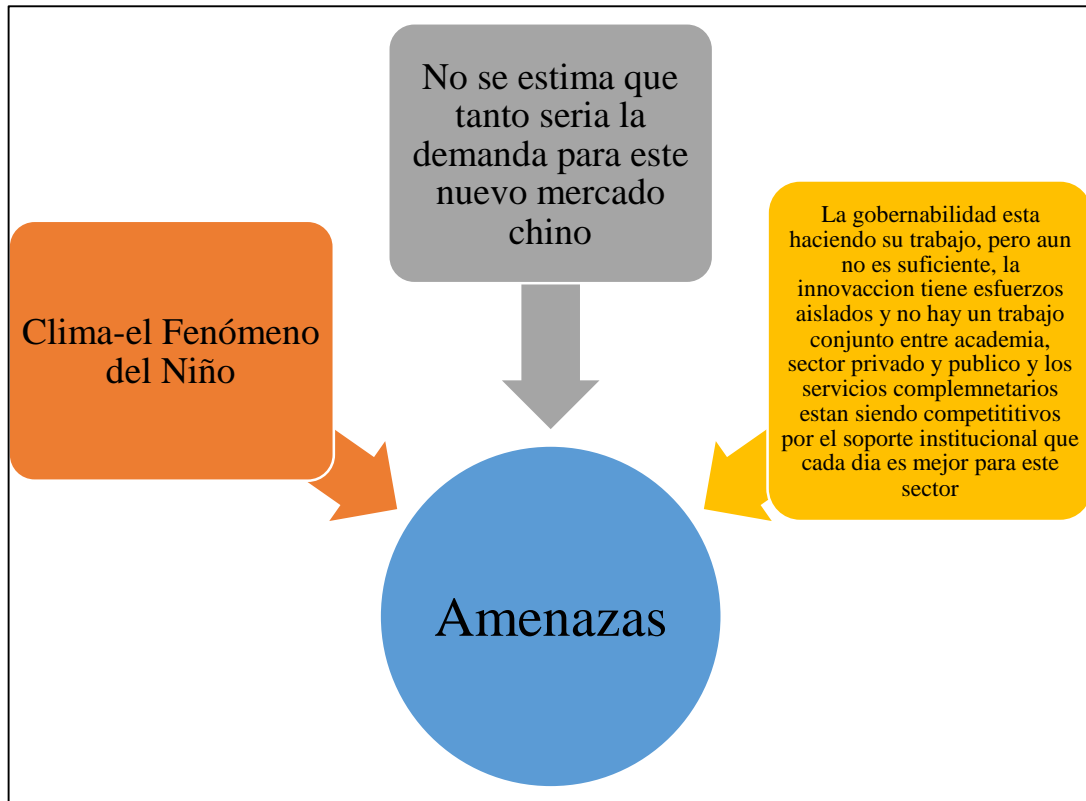 No se estima que
tanto seria la
demanda para este
nuevo mercado
chino
Clima-el Fenómeno
del Niño
La gobernabilidad esta
haciendo su trabajo, pero aun
no es suficiente, la
innovaccion tiene esfuerzos
aislados y no hay un trabajo
conjunto entre academia,
sector privado y publico y los
servicios complemnetarios
estan siendo competititivos
por el soporte institucional que
cada dia es mejor para este
sector
Amenazas